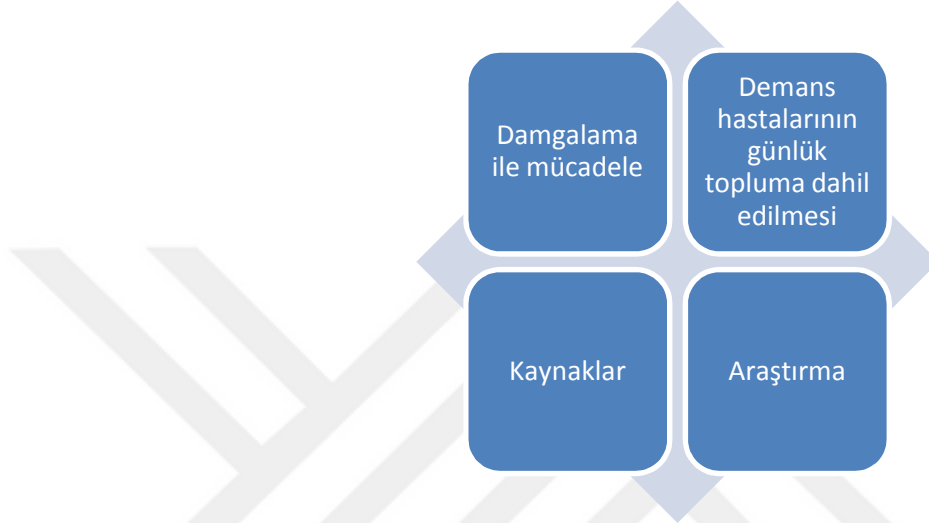 Damgalama
ile mücadele
Demans
hastalarının
günlük
topluma dahil
edilmesi
Kaynaklar
Araştırma